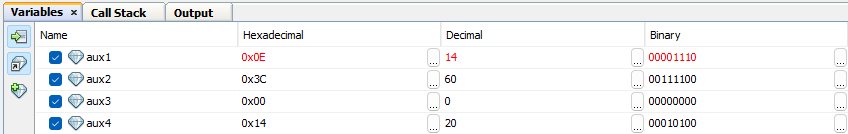 Variables × Call Stack Output
Name Hexadecimal Decimal Binary
aux1 0x0E ... 14 ... 00001110 ...
aux2 0x3C ... 60 ... 00111100 ...
aux3 0x00 ... 0 ... 00000000 ...
aux4 0x14 ... 20 ... 00010100 ...